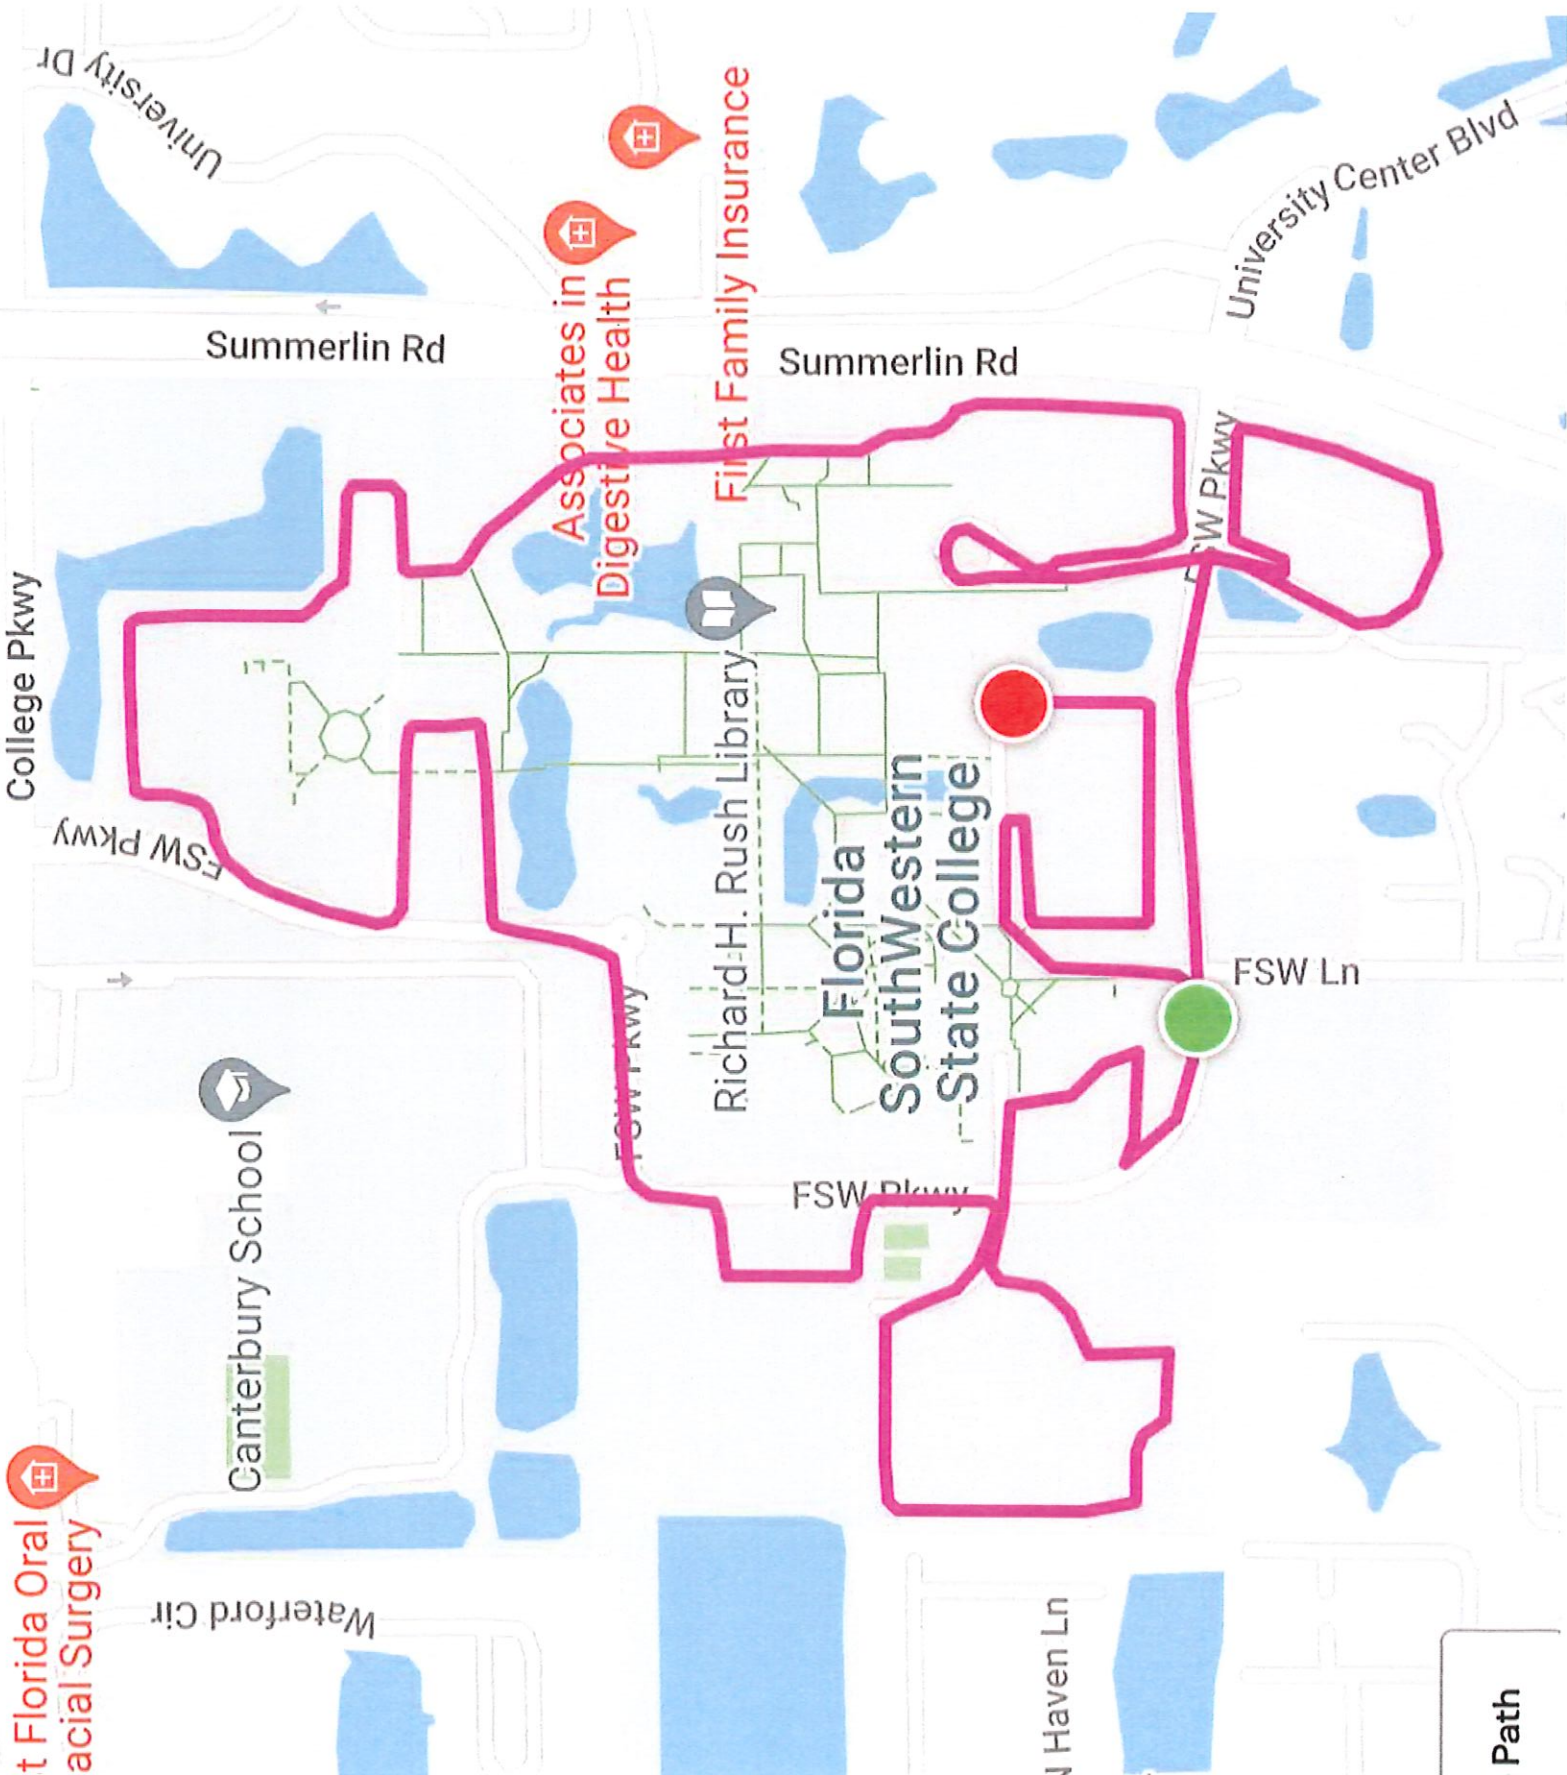 University Dr
Summerlin Rd
Summerlin Rd
Associates in
Digestive Health
First Family Insurance
University Center Blvd
College Pkwy
FSW Pkwy
FSW Pkwy
FSW Pkwy
FSW Pkwy
Richard H. Rush Library
Florida
SouthWestern
State College
FSW Ln
Canterbury School
t Florida Oral
acial Surgery
Waterford Cir
Haven Ln
Path